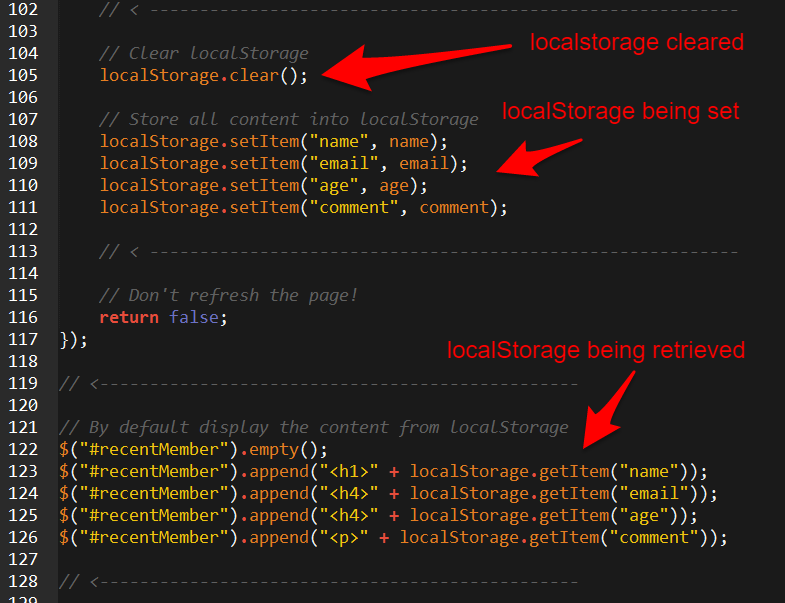 102 // < -----------------------------------------------------------
103
104 // Clear localStorage
localstorage cleared
105 localStorage.clear();
106
107 // Store all content into localStorage
localStorage being set
108 localStorage.setItem("name", name);
109 localStorage.setItem("email", email);
110 localStorage.setItem("age", age);
111 localStorage.setItem("comment", comment);
112
113 // < -----------------------------------------------------------
114
115 // Don't refresh the page!
116 return false;
117 });
118
localStorage being retrieved
119 // <------------------------------------------------
120
121 // By default display the content from localStorage
122 $("#recentMember").empty();
123 $("#recentMember").append("<h1>" + localStorage.getItem("name"));
124 $("#recentMember").append("<h4>" + localStorage.getItem("email"));
125 $("#recentMember").append("<h4>" + localStorage.getItem("age"));
126 $("#recentMember").append("<p>" + localStorage.getItem("comment"));
127
128 // <------------------------------------------------
129